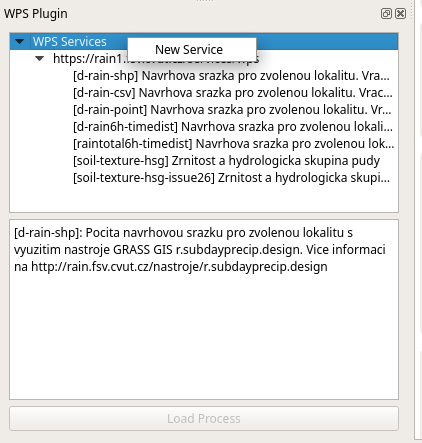 WPS Plugin
WPS Services
New Service
https://rain1
[d-rain-shp] Navrhova srazka pro zvolenou lokalitu. Vra...
[d-rain-csv] Navrhova srazka pro zvolenou lokalitu. Vrac...
[d-rain-point] Navrhova srazka pro zvolenou lokalitu. Vr...
[d-rain6h-timedist] Navrhova srazka pro zvolenou lokali...
[raintotal6h-timedist] Navrhova srazka pro zvolenou lok...
[soil-texture-hsg] Zrnitost a hydrologicka skupina pudy
[soil-texture-hsg-issue26] Zrnitost a hydrologicka skupi...
[d-rain-shp]: Pocita navrhovou srazku pro zvolenou lokalitu s
vyuzitim nastroje GRASS GIS r.subdayprecip.design. Vice informaci
na http://rain.fsv.cvut.cz/nastroje/r.subdayprecip.design
Load Process